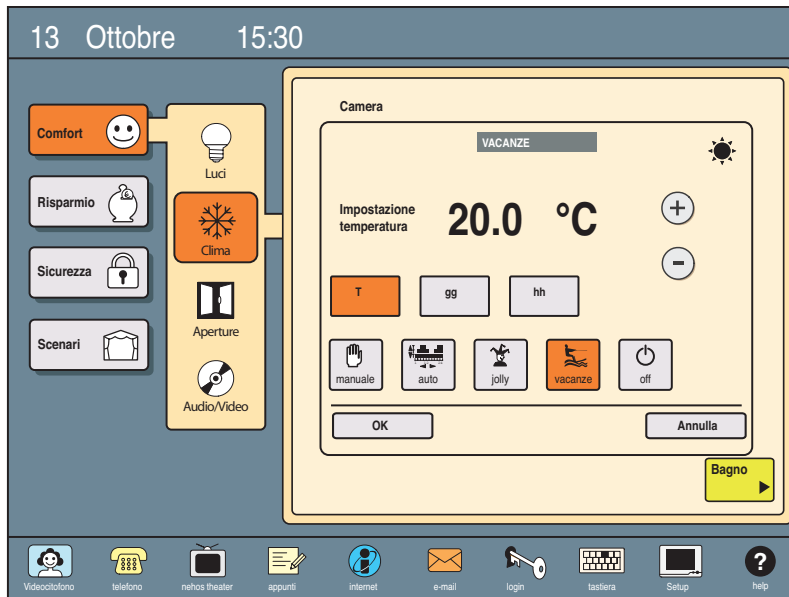 13 Ottobre 15:30
Comfort
Risparmio
Sicurezza
Scenari
Luci
Clima
Aperture
Audio/Video
Camera
VACANZE
Impostazione
temperatura
20.0 °C
+
-
T
gg
hh
manuale
auto
jolly
vacanze
off
OK
Annulla
Bagno
Videocitofono
telefono
nehos theater
appunti
internet
e-mail
login
tastiera
Setup
?
help